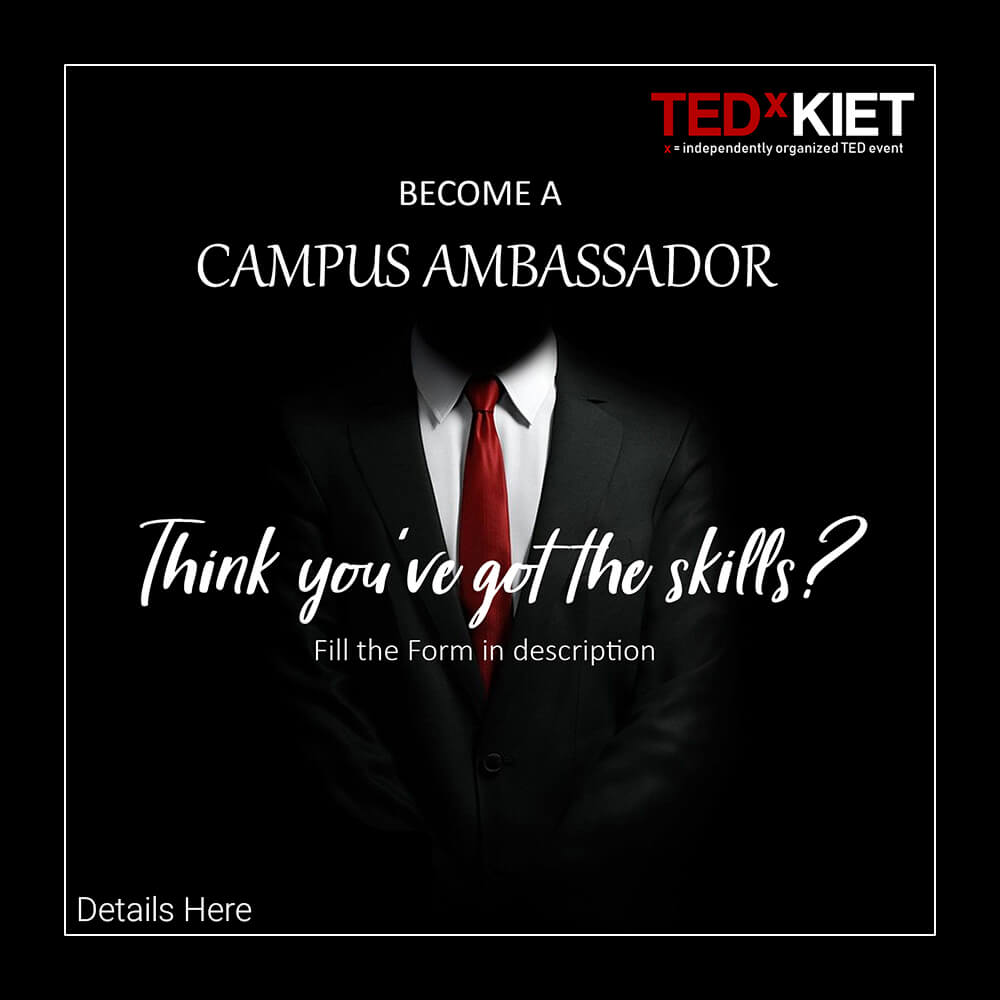 TEDxKIET
x = independently organized TED event
BECOME A
CAMPUS AMBASSADOR
Think you've got the skills?
Fill the Form in description
Details Here